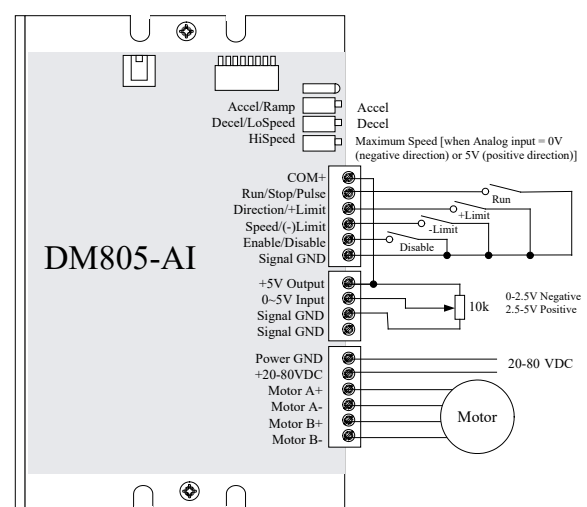 Accel/Ramp Accel
Decel/LoSpeed Decel
HiSpeed Maximum Speed [when Analog input = 0V
(negative direction) or 5V (positive direction)]
COM+
Run/Stop/Pulse Run
Direction/+Limit +Limit
Speed/(-)Limit -Limit
Enable/Disable Disable
Signal GND
DM805-AI
+5V Output
0~5V Input 10k 0-2.5V Negative
Signal GND 2.5-5V Positive
Signal GND
Power GND 20-80 VDC
+20-80VDC
Motor A+
Motor A- Motor
Motor B+
Motor B-